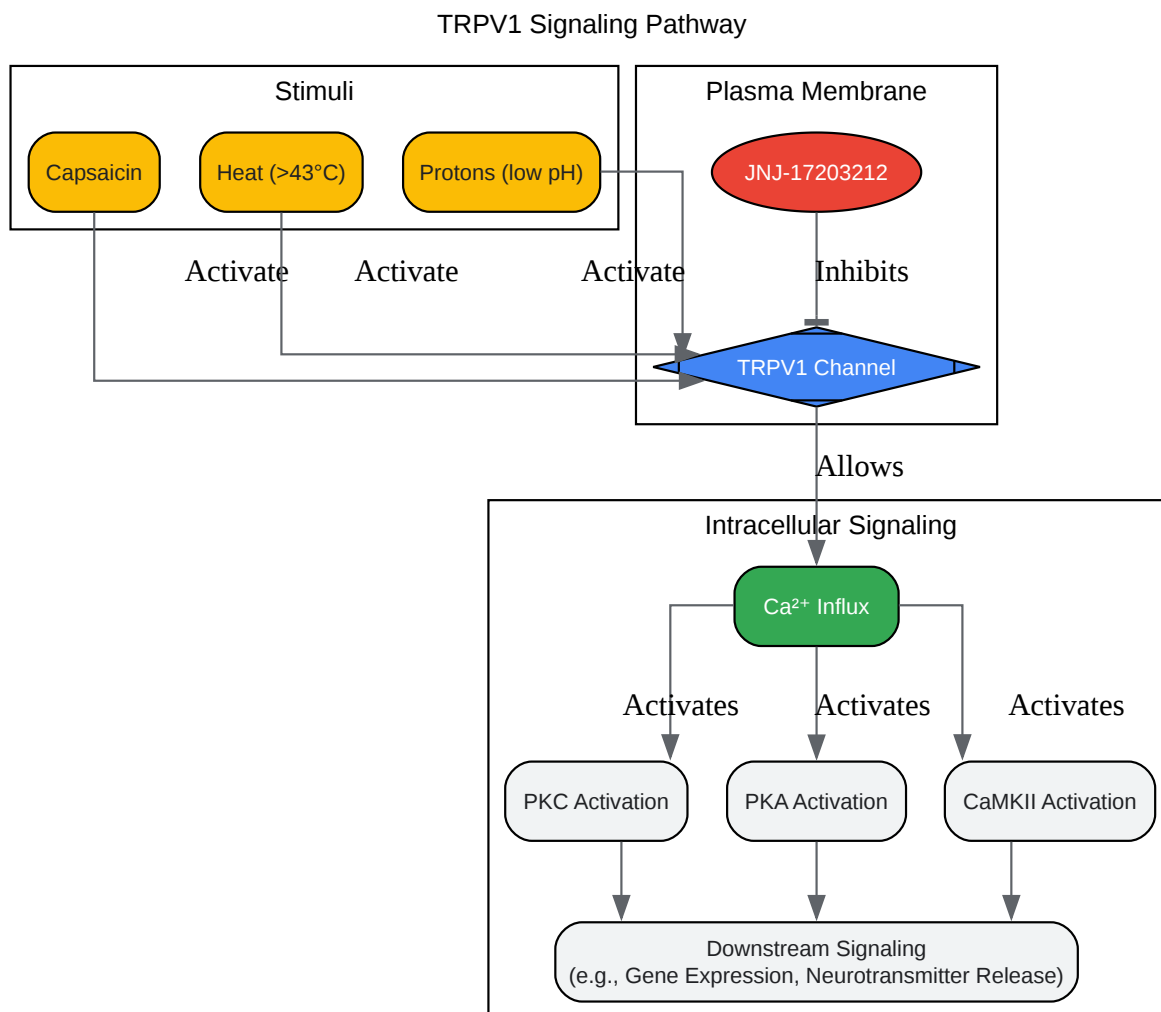 TRPV1 Signaling Pathway
Stimuli
Plasma Membrane
Capsaicin
Heat (>43°C)
Protons (low pH)
JNJ-17203212
Activate
Activate
Activate
Inhibits
TRPV1 Channel
Allows
Intracellular Signaling
Ca²⁺ Influx
Activates
Activates
Activates
PKC Activation
PKA Activation
CaMKII Activation
Downstream Signaling
(e.g., Gene Expression, Neurotransmitter Release)